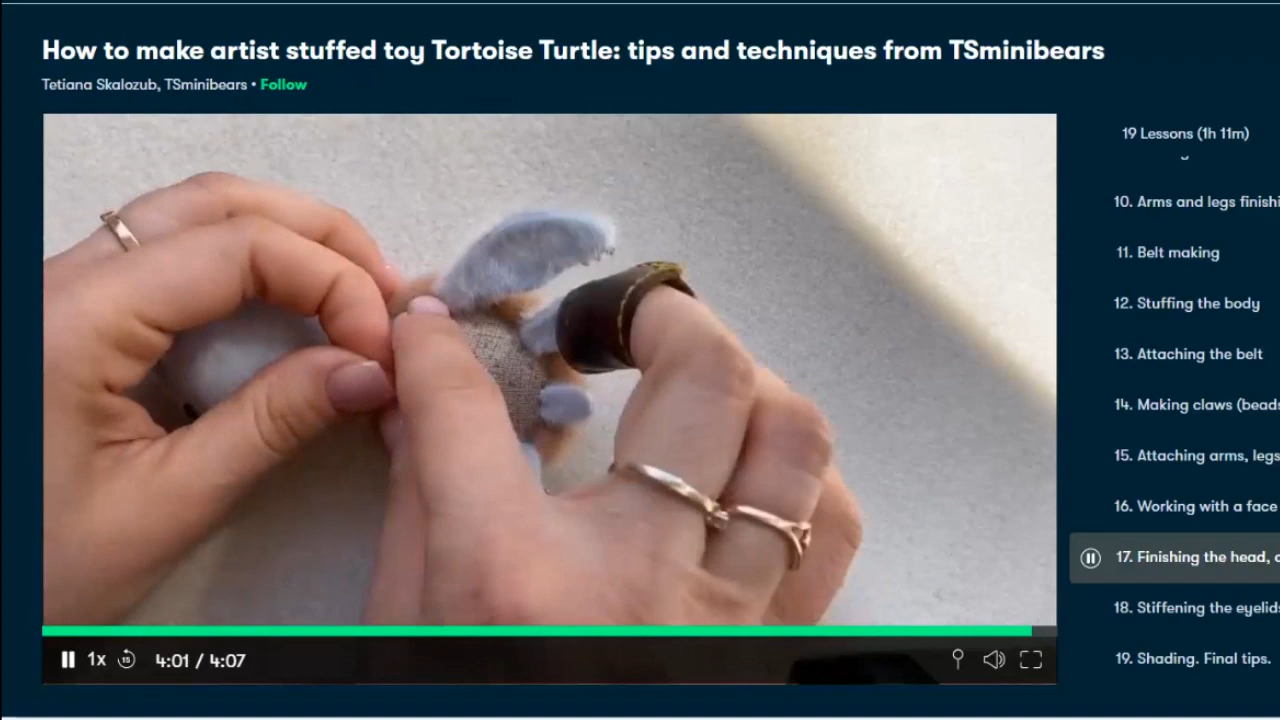 How to make artist stuffed toy Tortoise Turtle: tips and techniques from TSminibears
Tetiana Skalozub, TSminibears • Follow
19 Lessons (1h 11m)
10. Arms and legs finishi
11. Belt making
12. Stuffing the body
13. Attaching the belt
14. Making claws (beads
15. Attaching arms, legs
16. Working with a face
17. Finishing the head, c
18. Stiffening the eyelids
19. Shading. Final tips.
1x 15 4:01 / 4:07